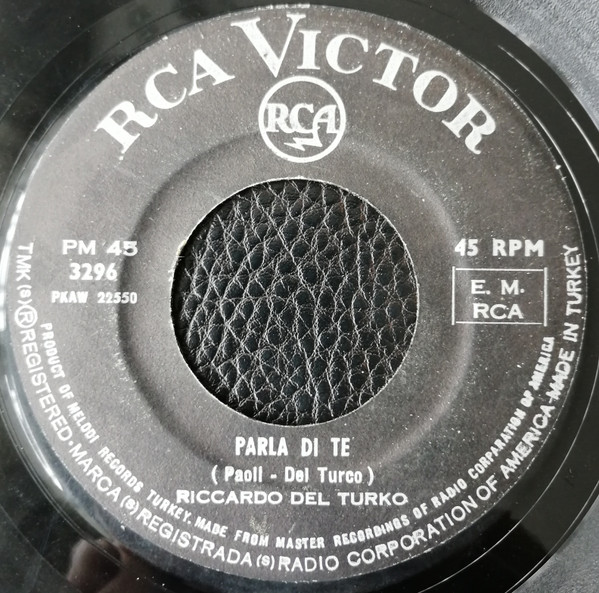 RCA VICTOR
RCA
PM 45
3296
PKAW 22550
45 RPM
E. M.
RCA
PARLA DI TE
( Paoli - Del Turco )
RICCARDO DEL TURKO
PRODUCT OF MELODI RECORDS TURKEY. MADE FROM MASTER RECORDINGS OF RADIO CORPORATION OF AMERICA
TMK (s) ® REGISTERED-MARCA (s) REGISTRADA (s) RADIO CORPORATION OF AMERICA-MADE IN TURKEY